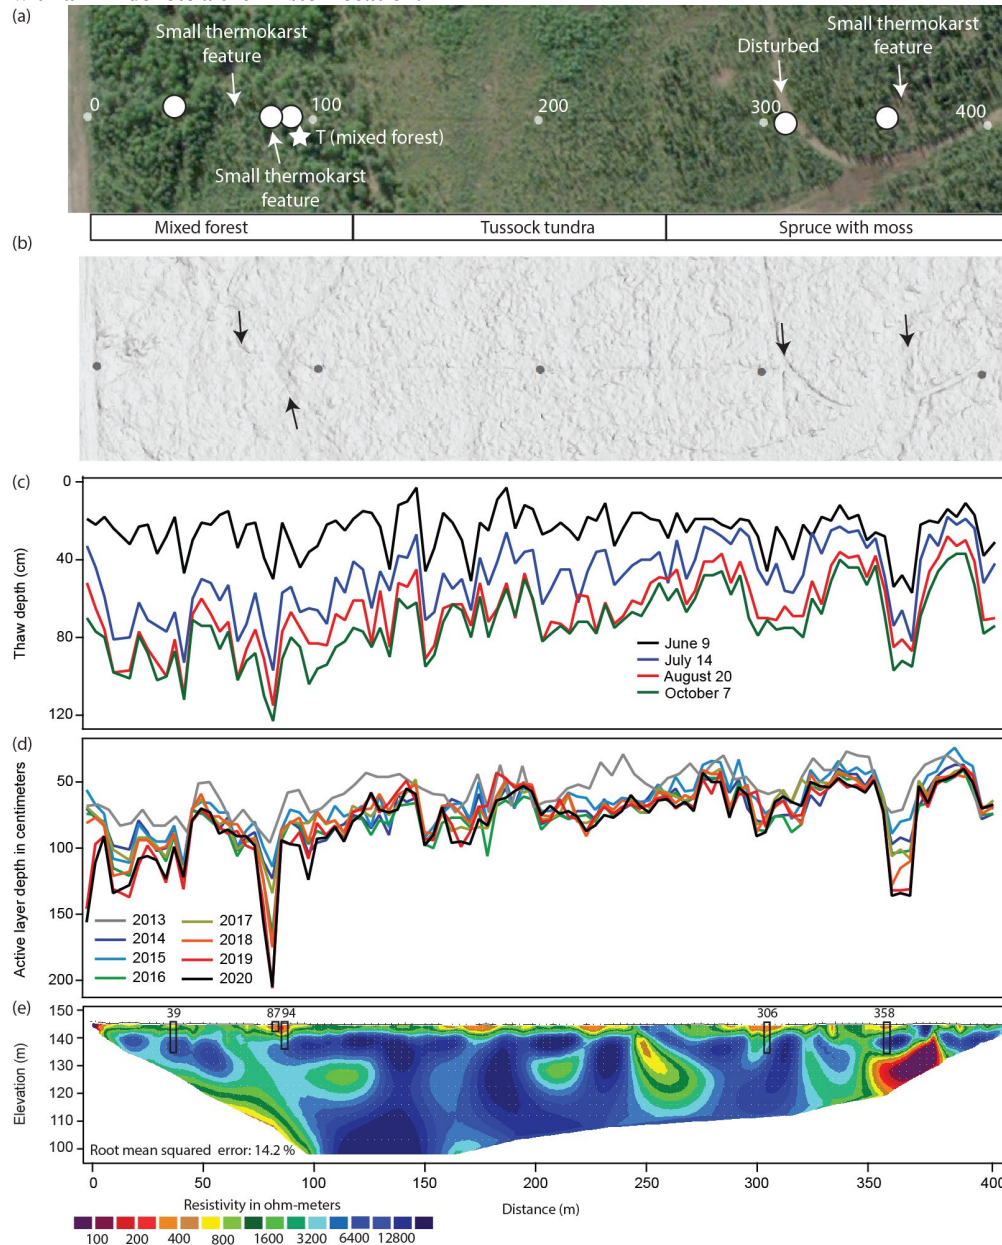 (a)
Small thermokarst
feature
Disturbed
Small thermokarst
feature
0
100
200
300
400
T (mixed forest)
Small thermokarst
feature
Mixed forest
Tussock tundra
Spruce with moss
(b)
(c)
0
40
80
120
Thaw depth (cm)
June 9
July 14
August 20
October 7
(d)
50
100
150
200
Active layer depth in centimeters
2013
2014
2015
2016
2017
2018
2019
2020
(e)
150
140
130
120
110
100
Elevation (m)
39
87 94
306
358
Root mean squared error: 14.2 %
0
50
100
150
200
250
300
350
400
Distance (m)
Resistivity in ohm-meters
100
200
400
800
1600
3200
6400
12800